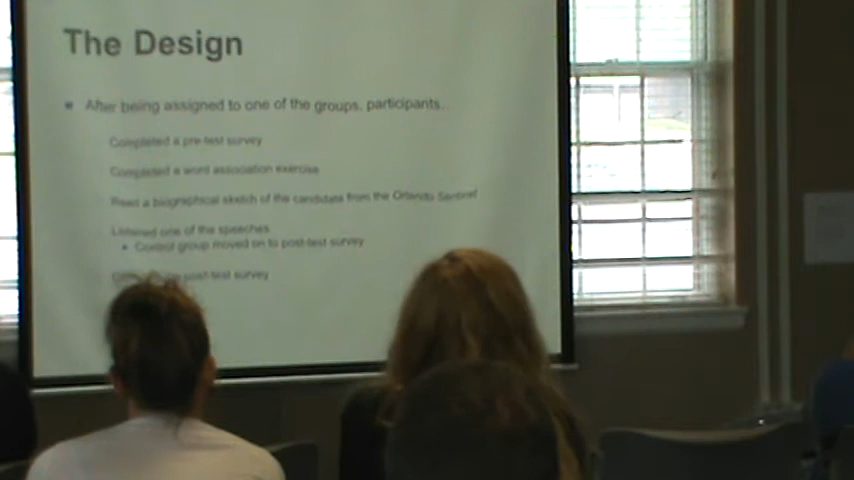 The Design
After being assigned to one of the groups, participants...
Completed a pre-test survey
Completed a word association exercise
Read a biographical sketch of the candidate from the Orlando Sentinel
Listened one of the speeches
Control group moved on to post-test survey
post-test survey